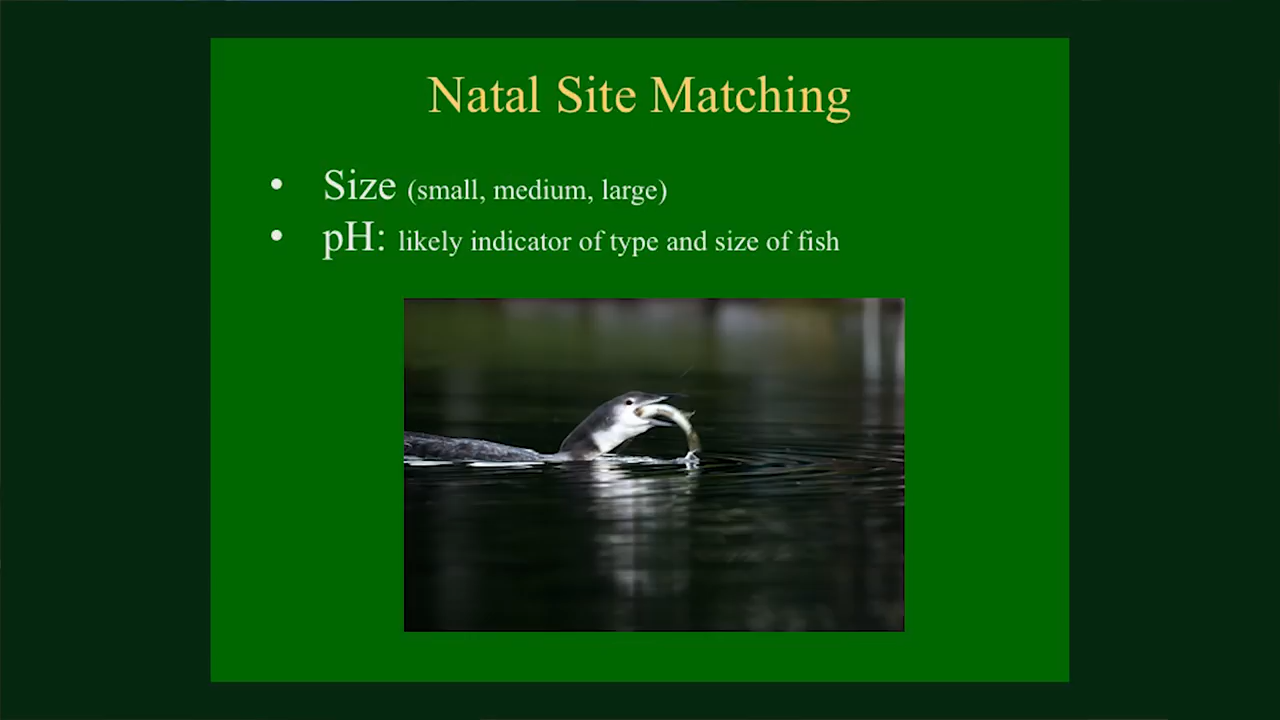 Natal Site Matching
• Size (small, medium, large)
• pH: likely indicator of type and size of fish